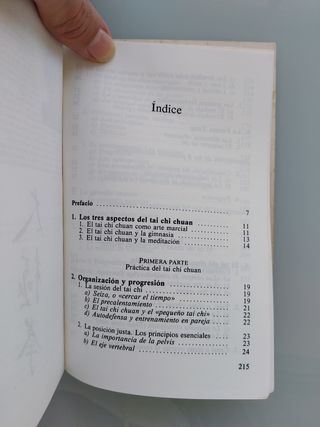 Índice
Prefacio ........ 7
1. Los tres aspectos del tai chi chuan ........ 11
1. El tai chi chuan como arte marcial ........ 11
2. El tai chi chuan y la gimnasia ........ 13
3. El tai chi chuan y la meditación ........ 14
PRIMERA PARTE
Práctica del tai chi chuan
2. Organización y progresión ........ 19
1. La sesión del tai chi ........ 19
a) Seiza, o «cercar el tiempo» ........ 19
b) El precalentamiento ........ 21
c) El tai chi chuan y el «pequeño tai chi» ........ 22
d) Autodefensa y entrenamiento en pareja ........ 22
2. La posición justa. Los principios esenciales ........ 23
a) La importancia de la pelvis ........ 23
b) El eje vertebral ........ 24
215